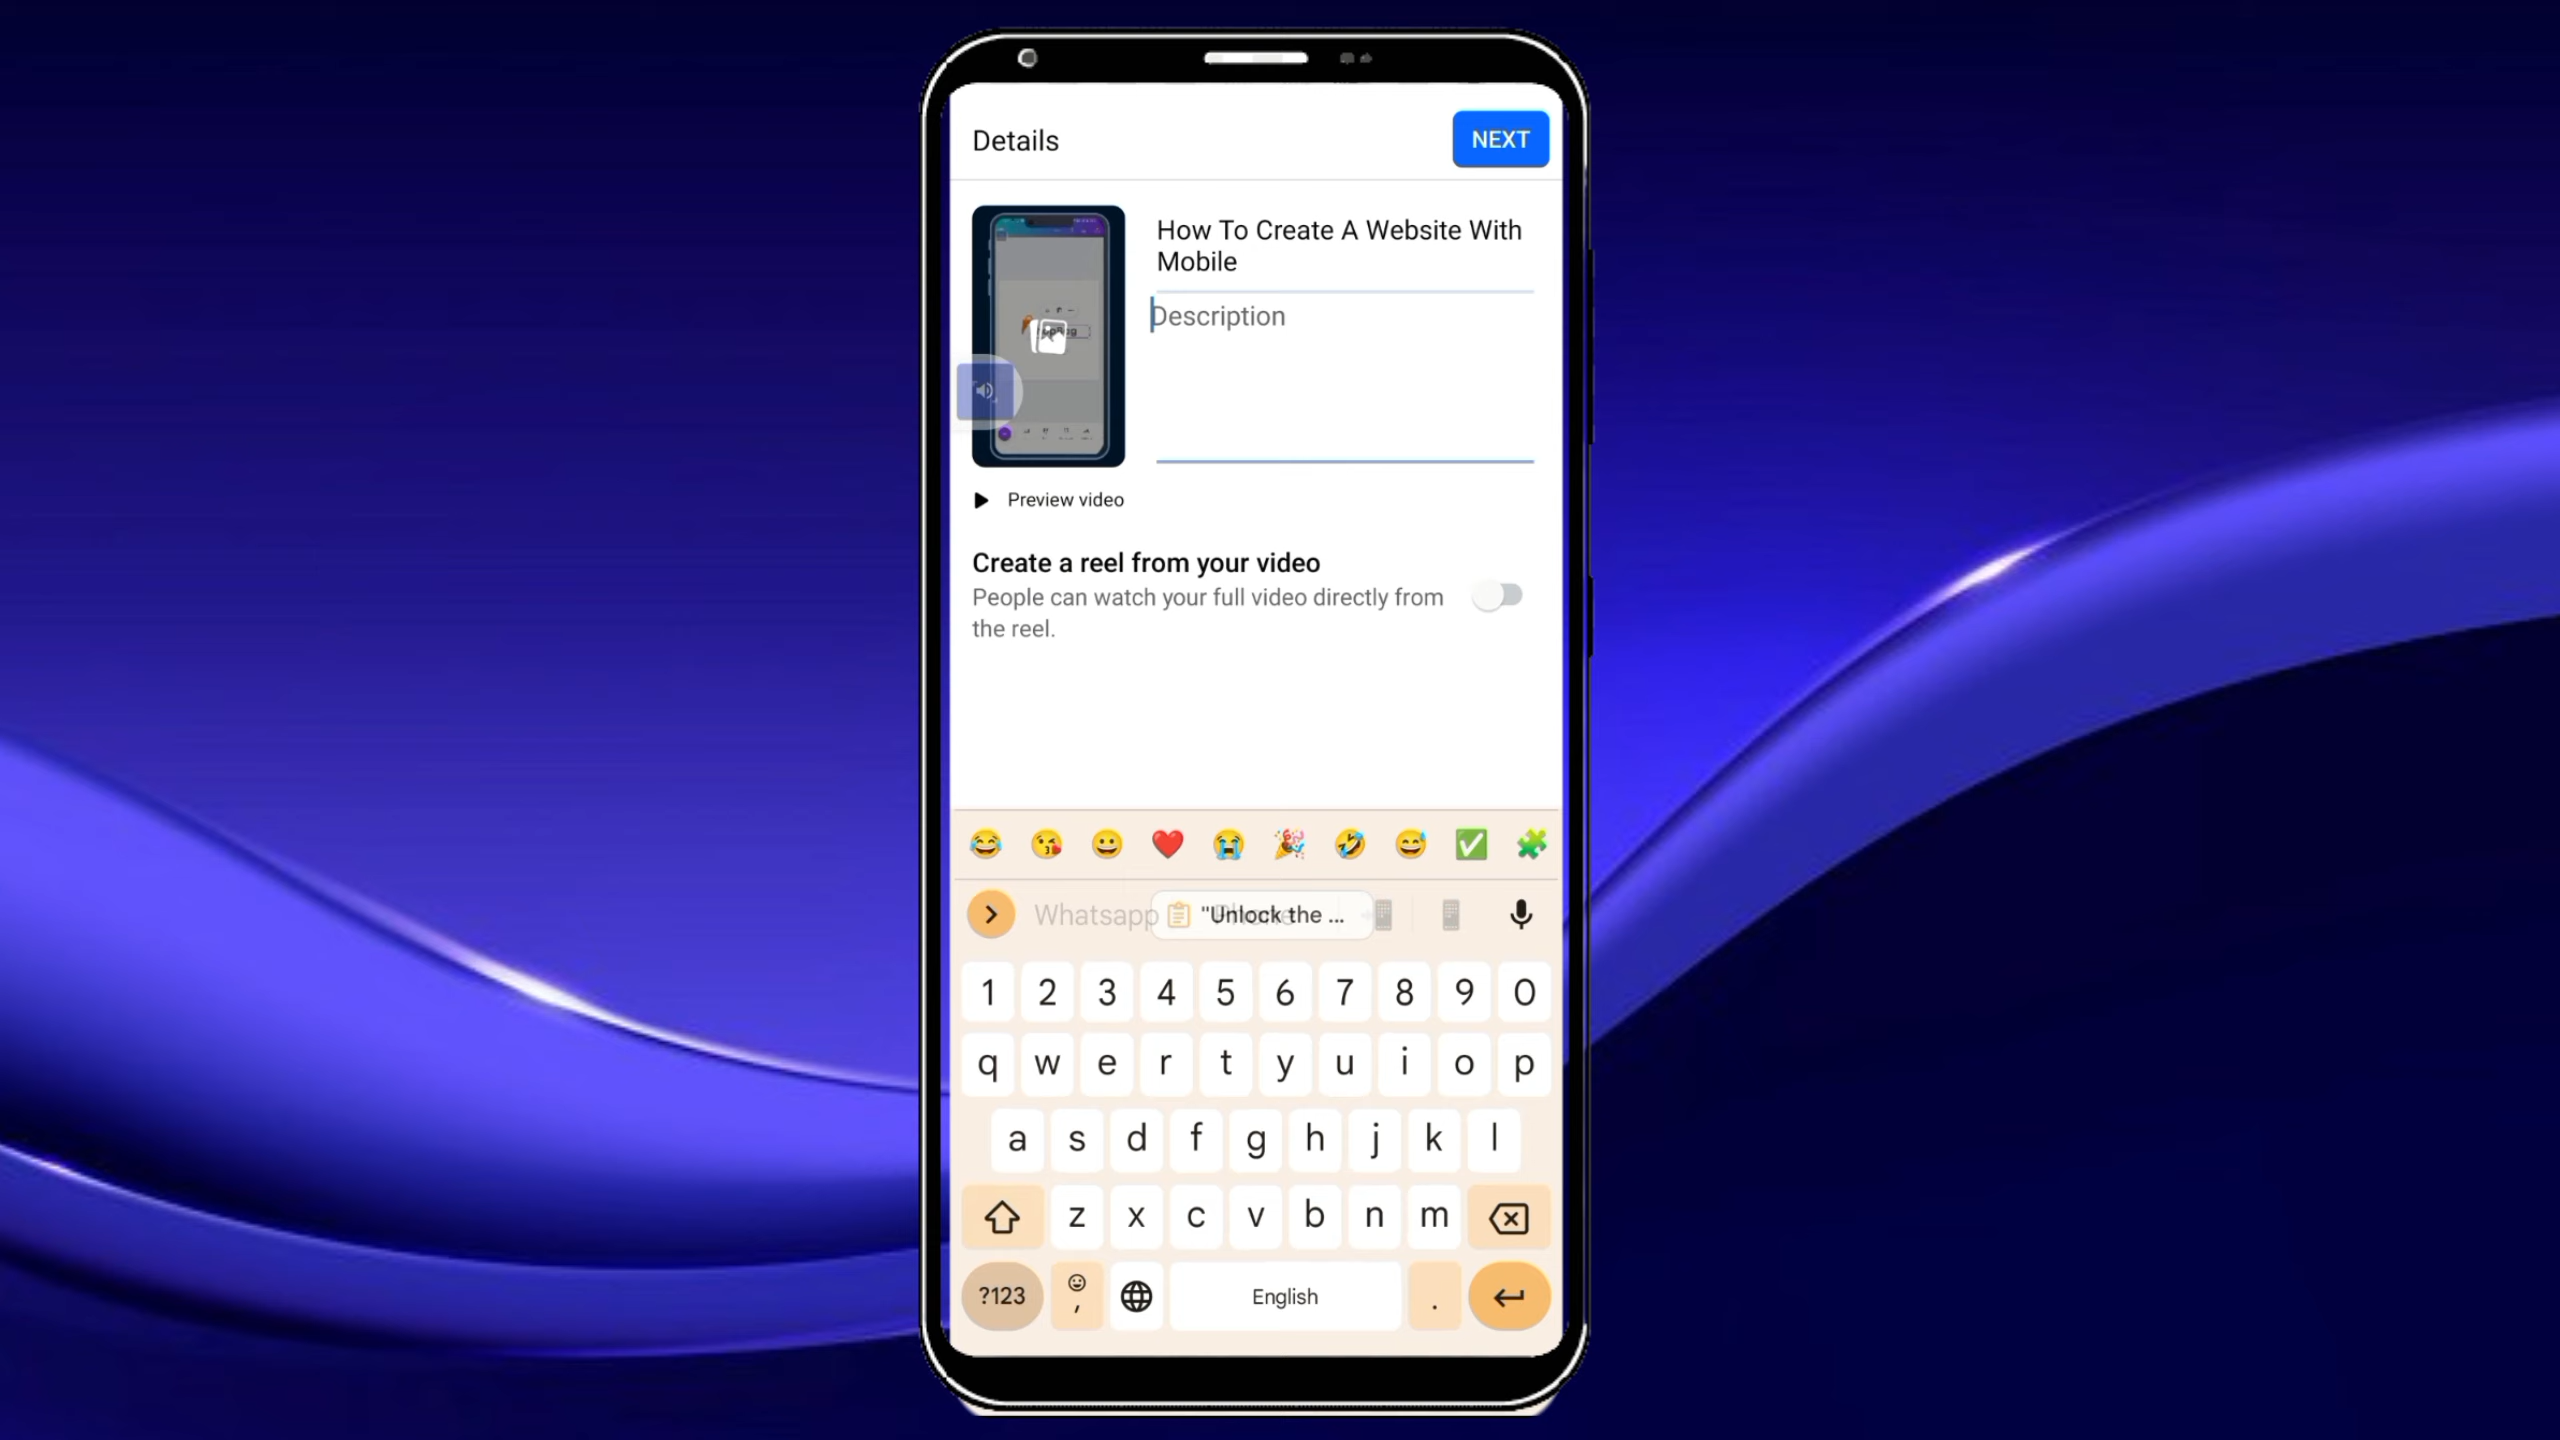 Details
NEXT
How To Create A Website With
Mobile
Description
Preview video
Create a reel from your video
People can watch your full video directly from
the reel.
Whatsapp "Unlock the ...
1 2 3 4 5 6 7 8 9 0
q w e r t y u i o p
a s d f g h j k l
z x c v b n m
?123 , English .